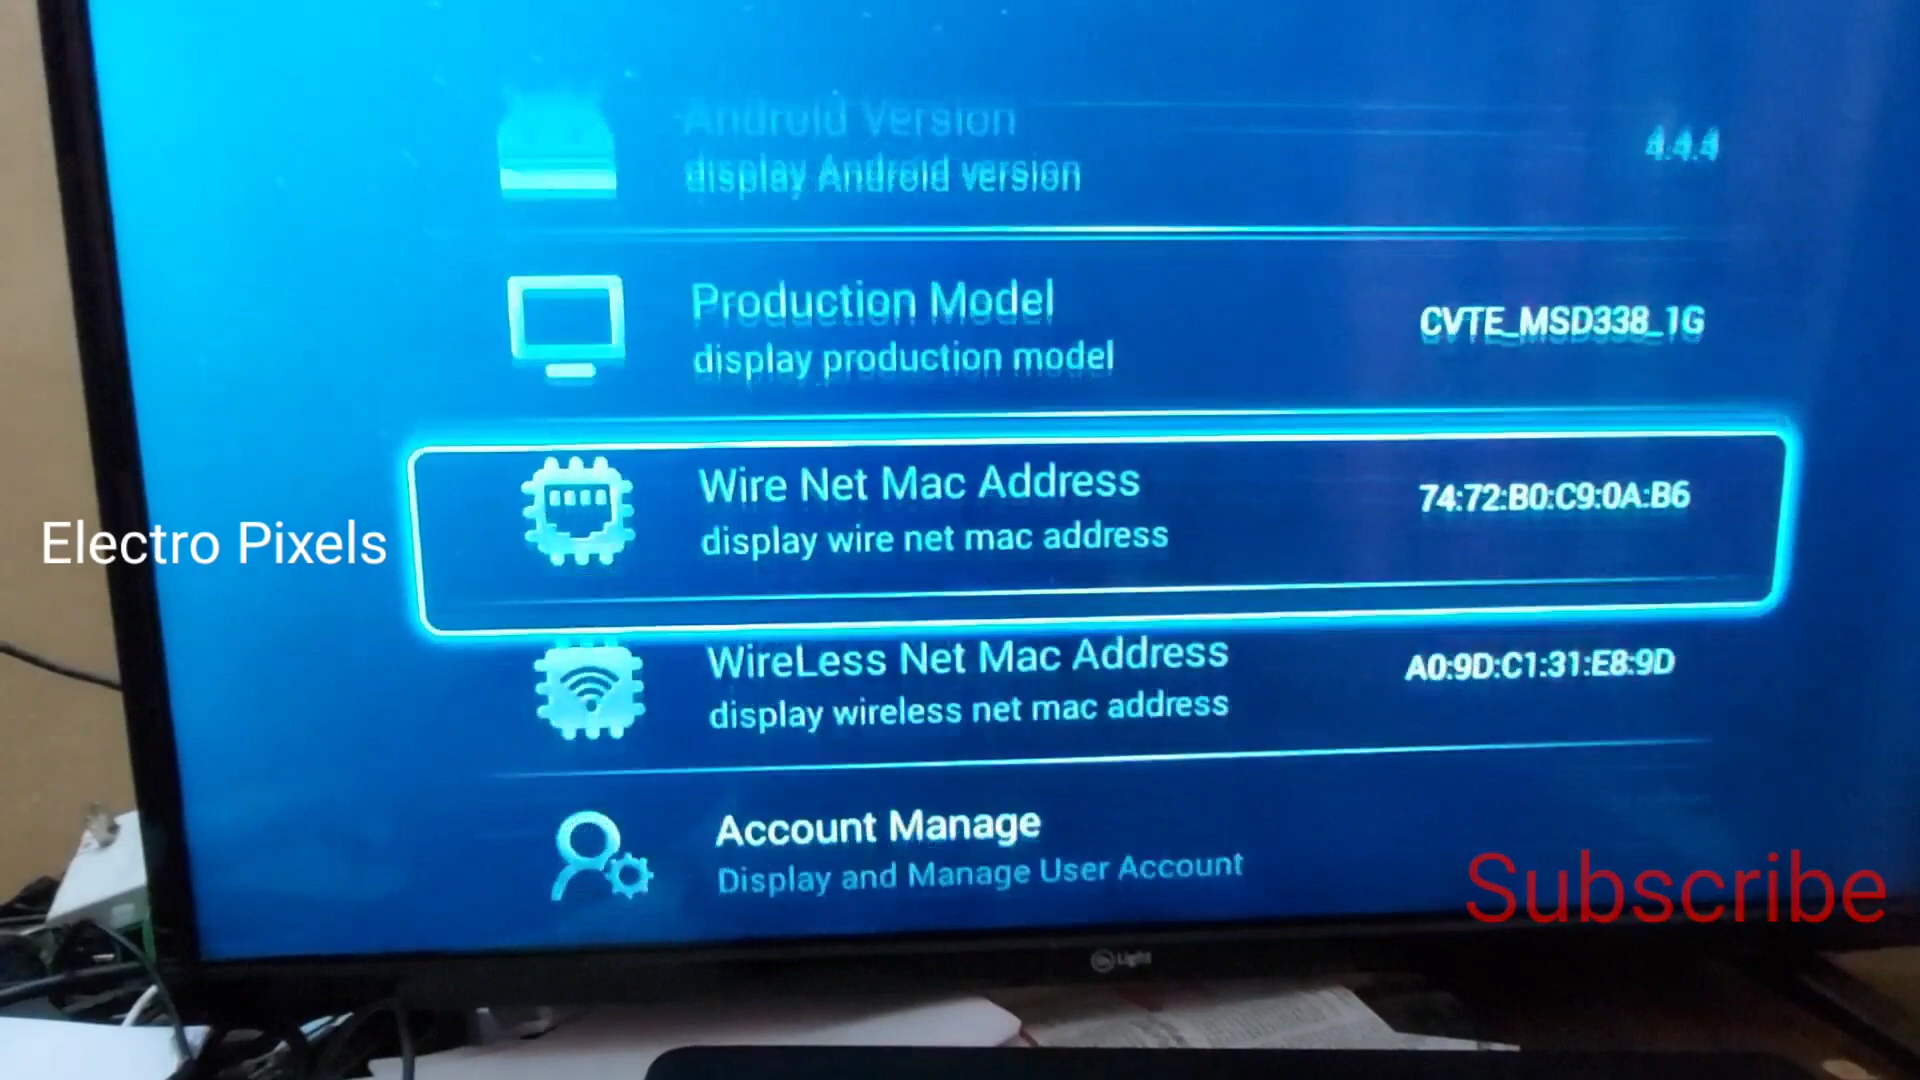 Android Version
display Android version
4.4.4
Production Model
display production model
CVTE_MSD338_1G
Wire Net Mac Address
display wire net mac address
74:72:B0:C9:0A:B6
Electro Pixels
WireLess Net Mac Address
display wireless net mac address
A0:9D:C1:31:E8:9D
Account Manage
Display and Manage User Account
Subscribe
Light